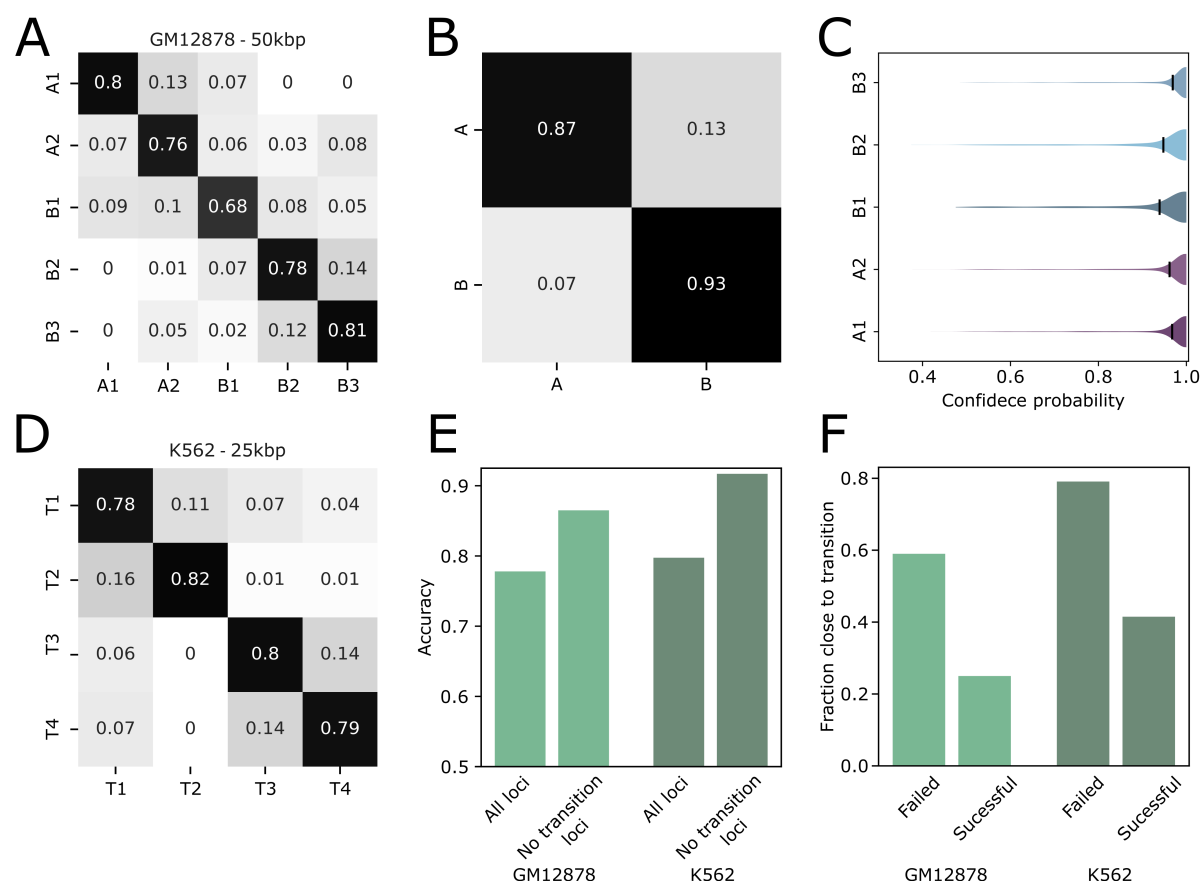 A
GM12878 - 50kbp
A1 0.8 0.13 0.07 0 0
A2 0.07 0.76 0.06 0.03 0.08
B1 0.09 0.1 0.68 0.08 0.05
B2 0 0.01 0.07 0.78 0.14
B3 0 0.05 0.02 0.12 0.81
A1 A2 B1 B2 B3
B
A 0.87 0.13
B 0.07 0.93
A B
C
B3
B2
B1
A2
A1
0.4 0.6 0.8 1.0
Confidece probability
D
K562 - 25kbp
T1 0.78 0.11 0.07 0.04
T2 0.16 0.82 0.01 0.01
T3 0.06 0 0.8 0.14
T4 0.07 0 0.14 0.79
T1 T2 T3 T4
E
Accuracy
0.9
0.8
0.7
0.6
0.5
All loci
No transition
loci
All loci
No transition
loci
GM12878 K562
F
Fraction close to transition
0.8
0.6
0.4
0.2
0.0
Failed
Sucessful
Failed
Sucessful
GM12878 K562